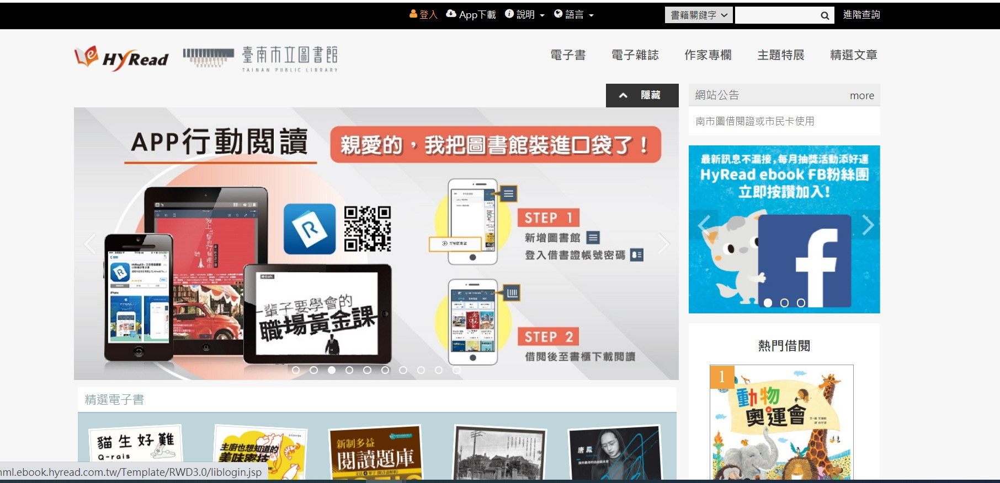 登入 App下載 說明 語言 書籍關鍵字 進階查詢
HyRead 臺南市立圖書館
TAINAN PUBLIC LIBRARY
電子書 電子雜誌 作家專欄 主題特展 精選文章
隱藏
APP行動閱讀
親愛的，我把圖書館裝進口袋了！
STEP 1
新增圖書館
登入借書證帳號密碼
STEP 2
借閱後至書櫃下載閱讀
一輩子要學會的
職場黃金課
網站公告 more
南市圖借閱證或市民卡使用
最新訊息不漏接,每月抽獎活動添好運
HyRead ebook FB粉絲團
立即按讚加入!
熱門借閱
1
動物
奧運會
精選電子書
貓生好難
Q-rais
主廚也想知道的
美味密技
新制多益
閱讀題庫
唐鳳
nml.ebook.hyread.com.tw/Template/RWD3.0/liblogin.jsp